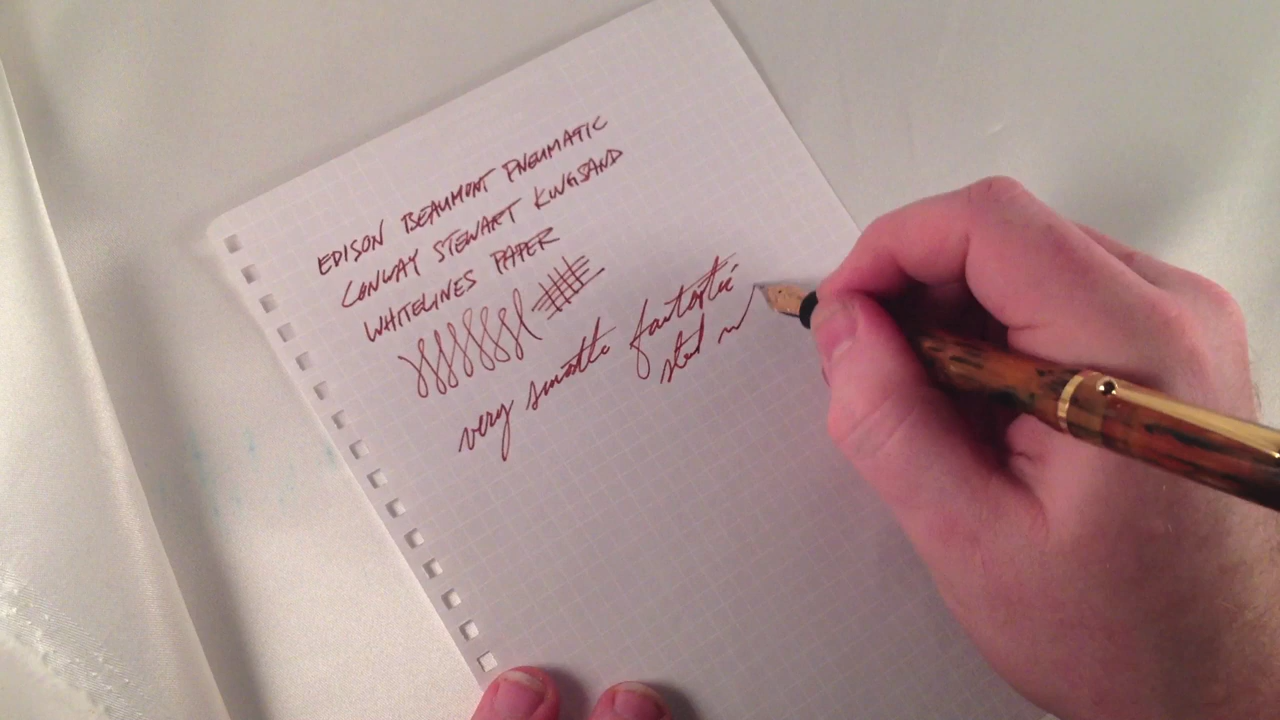 EDISON BEAUMONT PNEUMATIC
CONWAY STEWART KINGSAND
WHITELINES PAPER
very smooth fantastic
steel